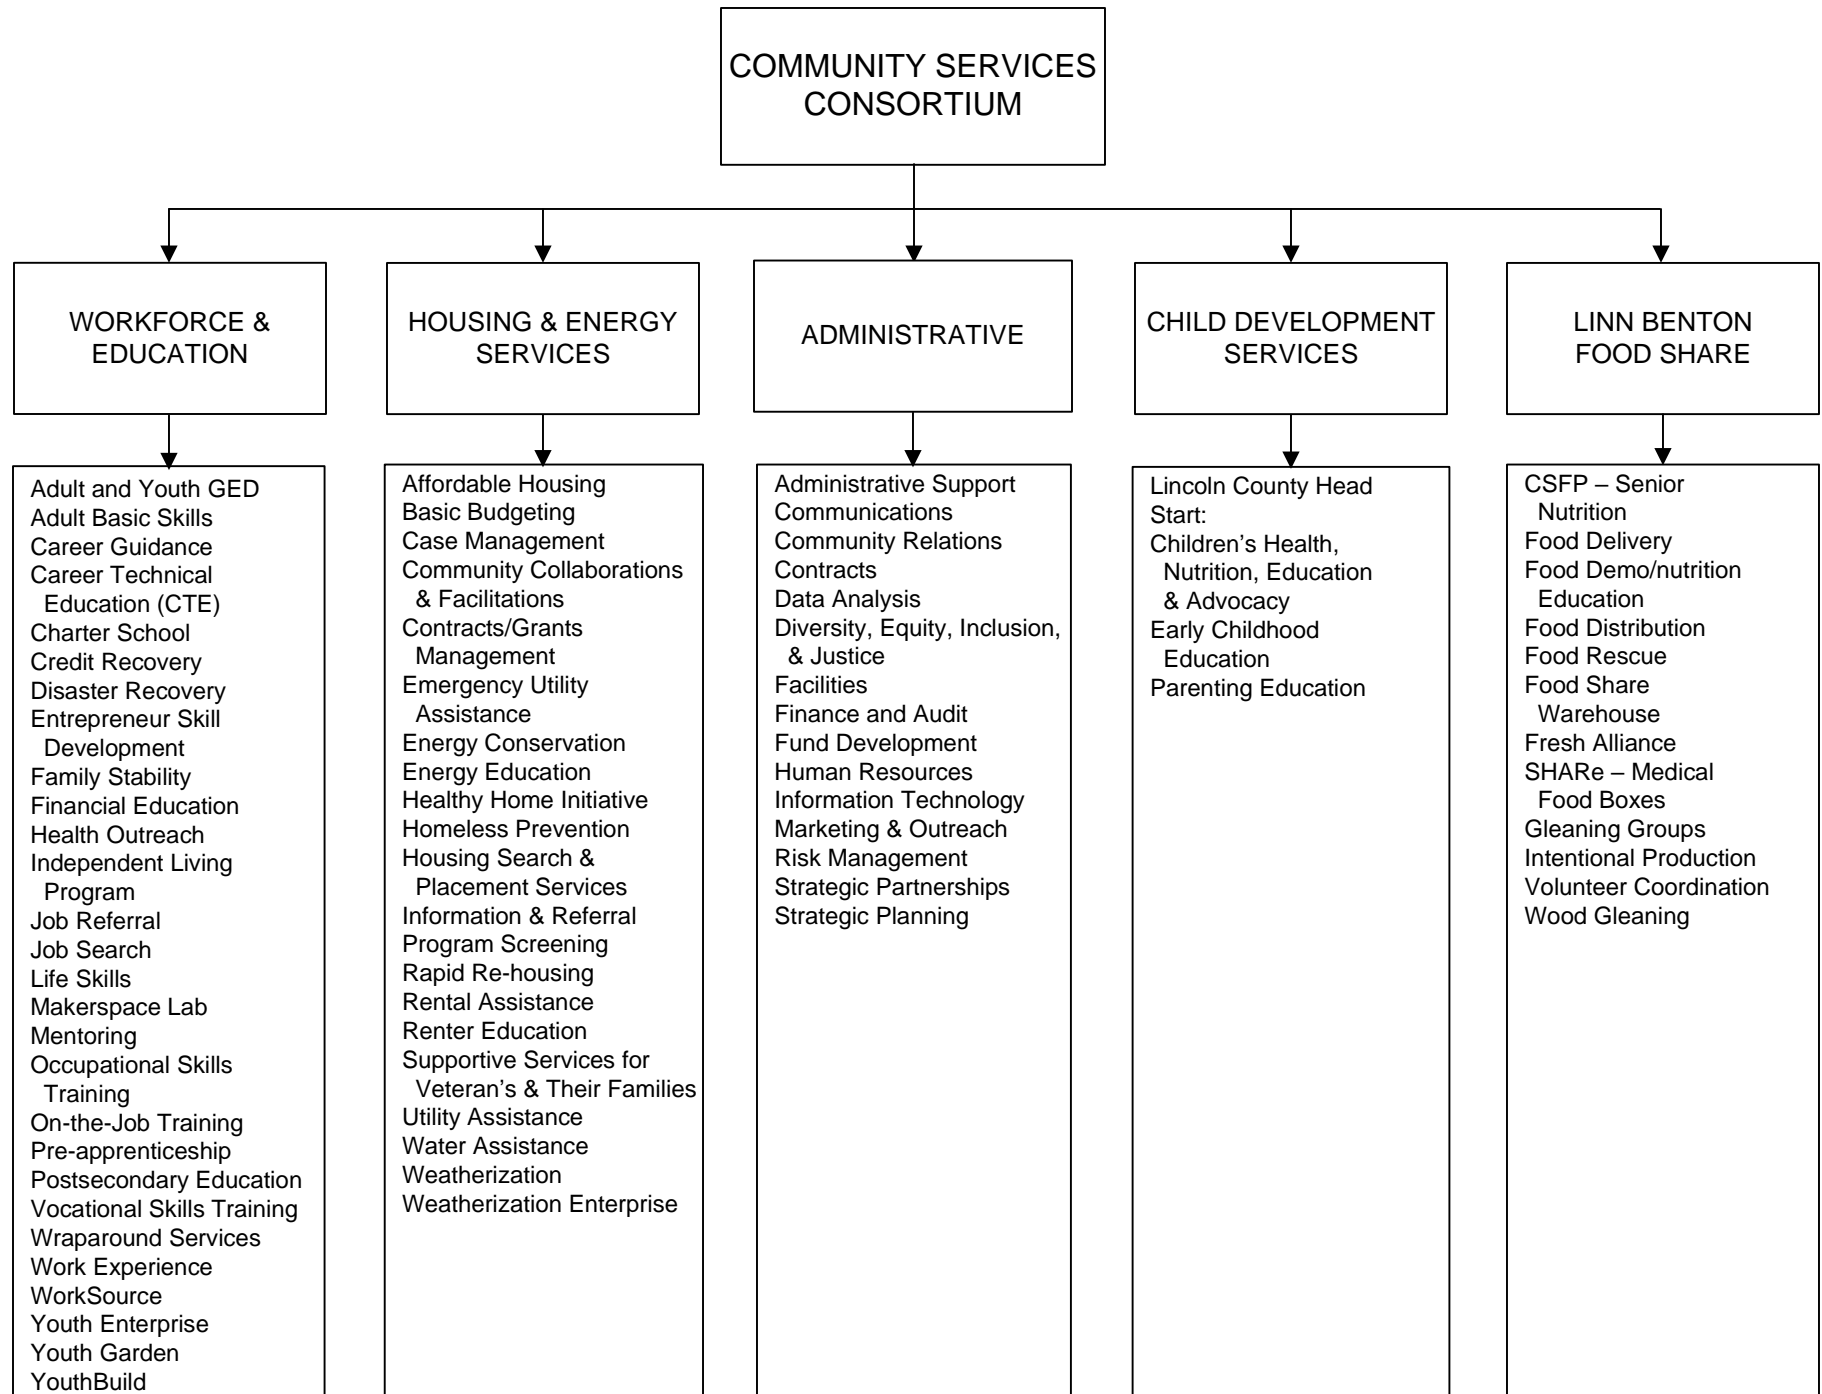 COMMUNITY SERVICES
CONSORTIUM
WORKFORCE &
EDUCATION
HOUSING & ENERGY
SERVICES
ADMINISTRATIVE
CHILD DEVELOPMENT
SERVICES
LINN BENTON
FOOD SHARE
Adult and Youth GED
Adult Basic Skills
Career Guidance
Career Technical
Education (CTE)
Charter School
Credit Recovery
Disaster Recovery
Entrepreneur Skill
Development
Family Stability
Financial Education
Health Outreach
Independent Living
Program
Job Referral
Job Search
Life Skills
Makerspace Lab
Mentoring
Occupational Skills
Training
On-the-Job Training
Pre-apprenticeship
Postsecondary Education
Vocational Skills Training
Wraparound Services
Work Experience
WorkSource
Youth Enterprise
Youth Garden
YouthBuild
Affordable Housing
Basic Budgeting
Case Management
Community Collaborations
& Facilitations
Contracts/Grants
Management
Emergency Utility
Assistance
Energy Conservation
Energy Education
Healthy Home Initiative
Homeless Prevention
Housing Search &
Placement Services
Information & Referral
Program Screening
Rapid Re-housing
Rental Assistance
Renter Education
Supportive Services for
Veteran’s & Their Families
Utility Assistance
Water Assistance
Weatherization
Weatherization Enterprise
Administrative Support
Communications
Community Relations
Contracts
Data Analysis
Diversity, Equity, Inclusion,
& Justice
Facilities
Finance and Audit
Fund Development
Human Resources
Information Technology
Marketing & Outreach
Risk Management
Strategic Partnerships
Strategic Planning
Lincoln County Head
Start:
Children’s Health,
Nutrition, Education
& Advocacy
Early Childhood
Education
Parenting Education
CSFP – Senior
Nutrition
Food Delivery
Food Demo/nutrition
Education
Food Distribution
Food Rescue
Food Share
Warehouse
Fresh Alliance
SHARe – Medical
Food Boxes
Gleaning Groups
Intentional Production
Volunteer Coordination
Wood Gleaning